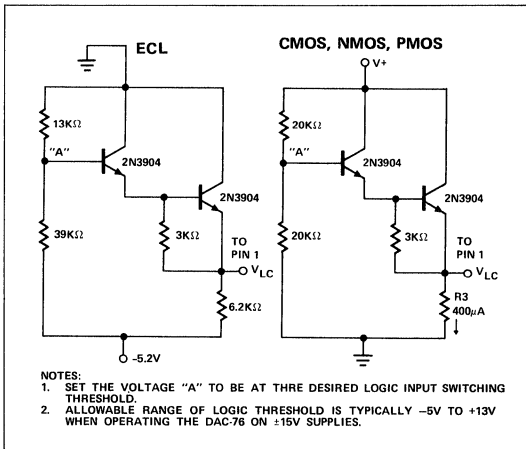 ECL
CMOS, NMOS, PMOS
V+
13KΩ
"A"
2N3904
2N3904
39KΩ
3KΩ
TO
PIN 1
VLC
6.2KΩ
-5.2V
20KΩ
"A"
2N3904
2N3904
20KΩ
3KΩ
TO
PIN 1
VLC
R3
400μA
NOTES:
1. SET THE VOLTAGE "A" TO BE AT THRE DESIRED LOGIC INPUT SWITCHING
THRESHOLD.
2. ALLOWABLE RANGE OF LOGIC THRESHOLD IS TYPICALLY –5V TO +13V
WHEN OPERATING THE DAC-76 ON ±15V SUPPLIES.